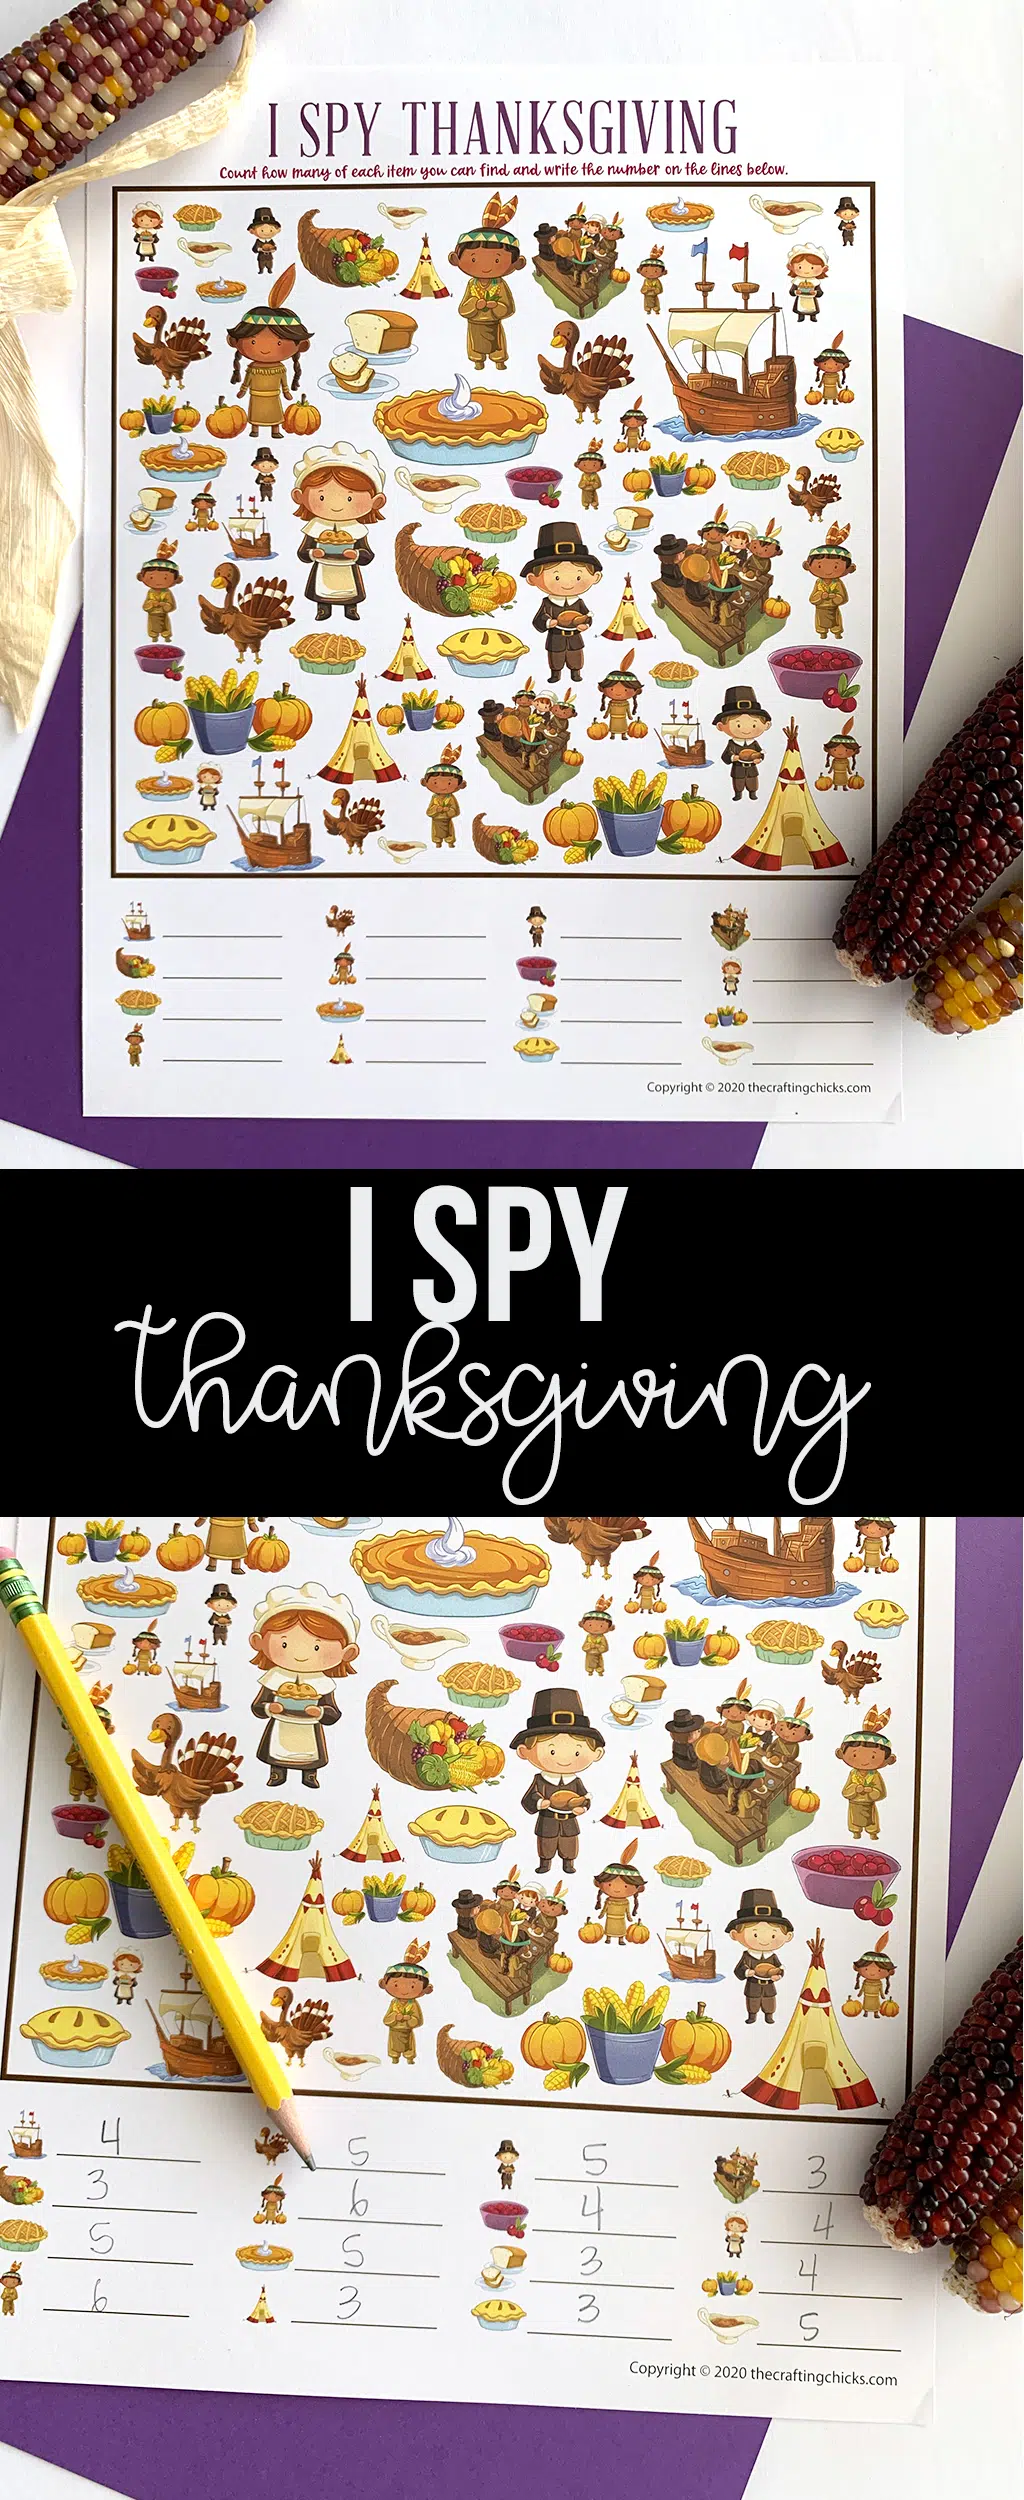 I SPY THANKSGIVING
Count how many of each item you can find and write the number on the lines below.
Copyright © 2020 thecraftingchicks.com
I SPY
thanksgiving
4 5 5 3
3 6 4 4
5 5 3 4
6 3 3 5
Copyright © 2020 thecraftingchicks.com